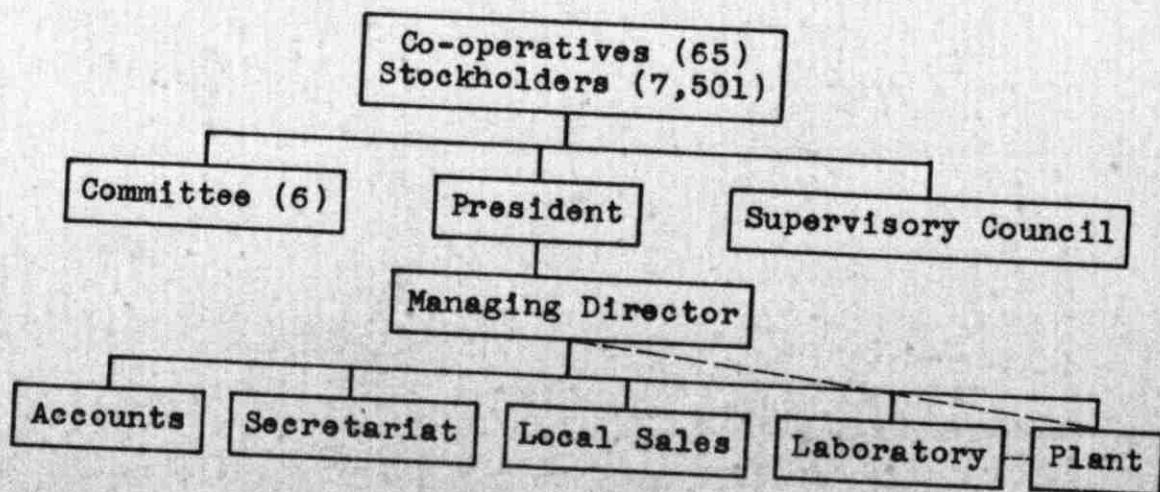 Co-operatives (65)
Stockholders (7,501)
Committee (6)
President
Supervisory Council
Managing Director
Accounts
Secretariat
Local Sales
Laboratory
Plant